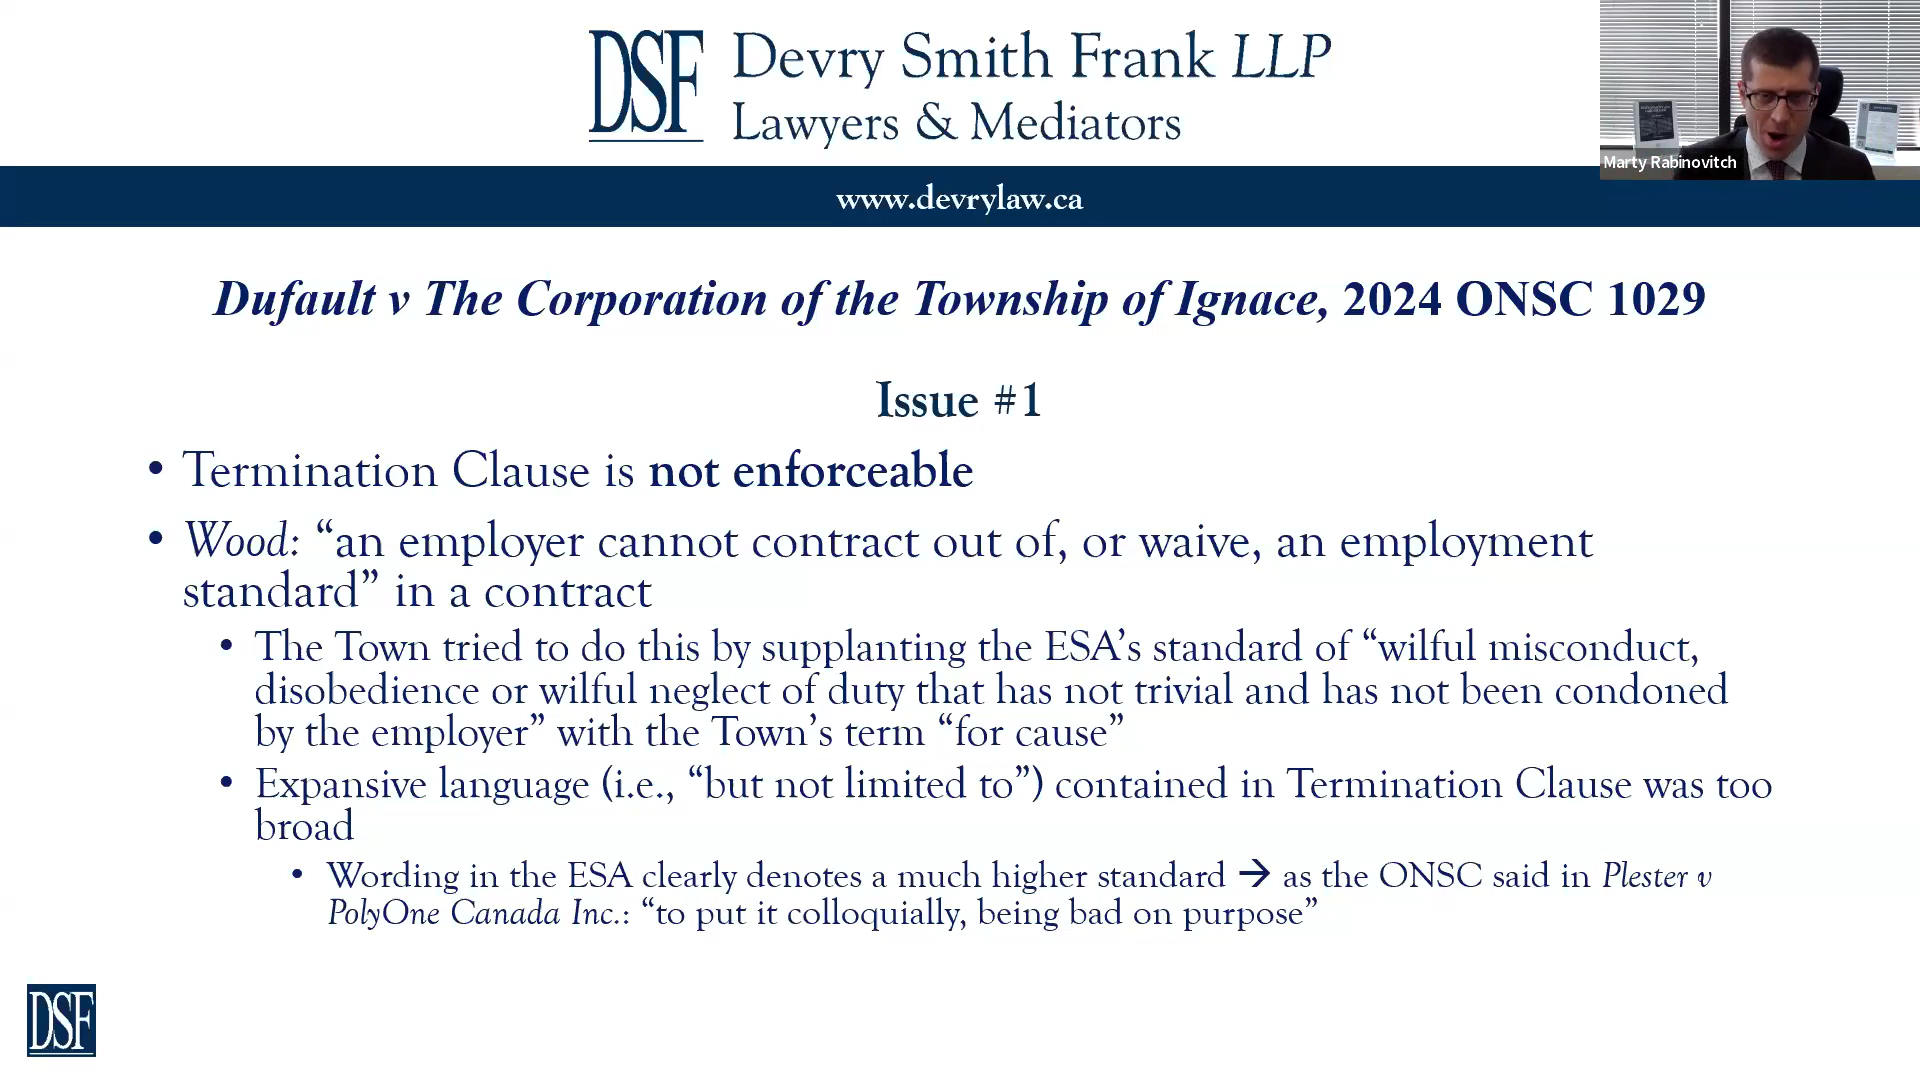 DSF Devry Smith Frank LLP
Lawyers & Mediators
Marty Rabinovitch
www.devrylaw.ca
Dufault v The Corporation of the Township of Ignace, 2024 ONSC 1029
Issue #1
• Termination Clause is not enforceable
• Wood: “an employer cannot contract out of, or waive, an employment
standard” in a contract
• The Town tried to do this by supplanting the ESA’s standard of “wilful misconduct,
disobedience or wilful neglect of duty that has not trivial and has not been condoned
by the employer” with the Town’s term “for cause”
• Expansive language (i.e., “but not limited to”) contained in Termination Clause was too
broad
• Wording in the ESA clearly denotes a much higher standard → as the ONSC said in Plester v
PolyOne Canada Inc.: “to put it colloquially, being bad on purpose”
DSF